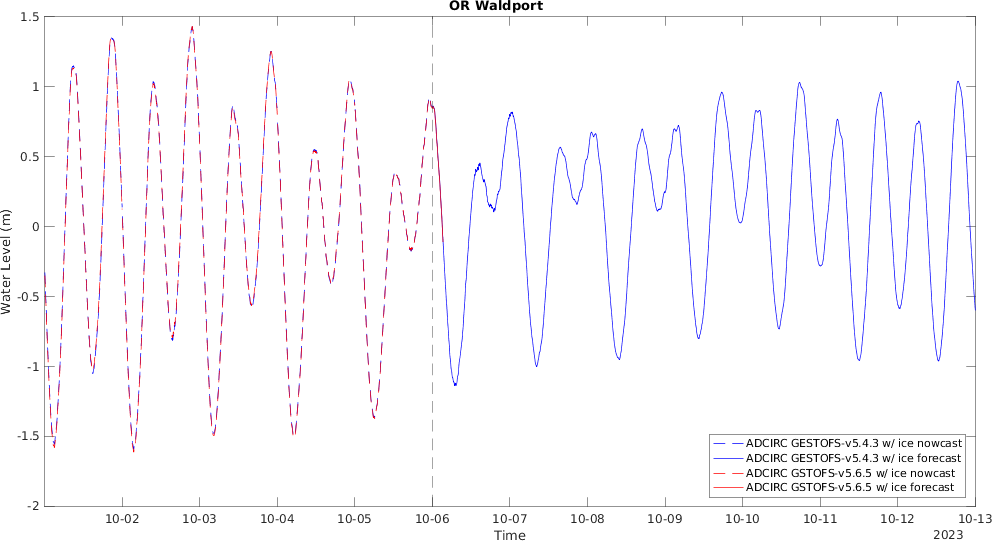 OR Waldport
1.5
1
0.5
0
-0.5
-1
-1.5
-2
Water Level (m)
10-02 10-03 10-04 10-05 10-06 10-07 10-08 10-09 10-10 10-11 10-12 10-13
Time
2023
ADCIRC GESTOFS-v5.4.3 w/ ice nowcast
ADCIRC GESTOFS-v5.4.3 w/ ice forecast
ADCIRC GSTOFS-v5.6.5 w/ ice nowcast
ADCIRC GSTOFS-v5.6.5 w/ ice forecast